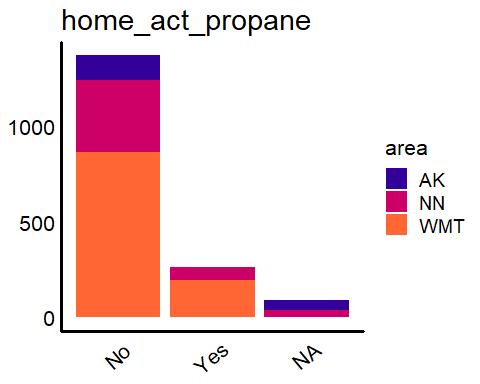 home_act_propane
1000
500
0
No
Yes
NA
area
AK
NN
WMT